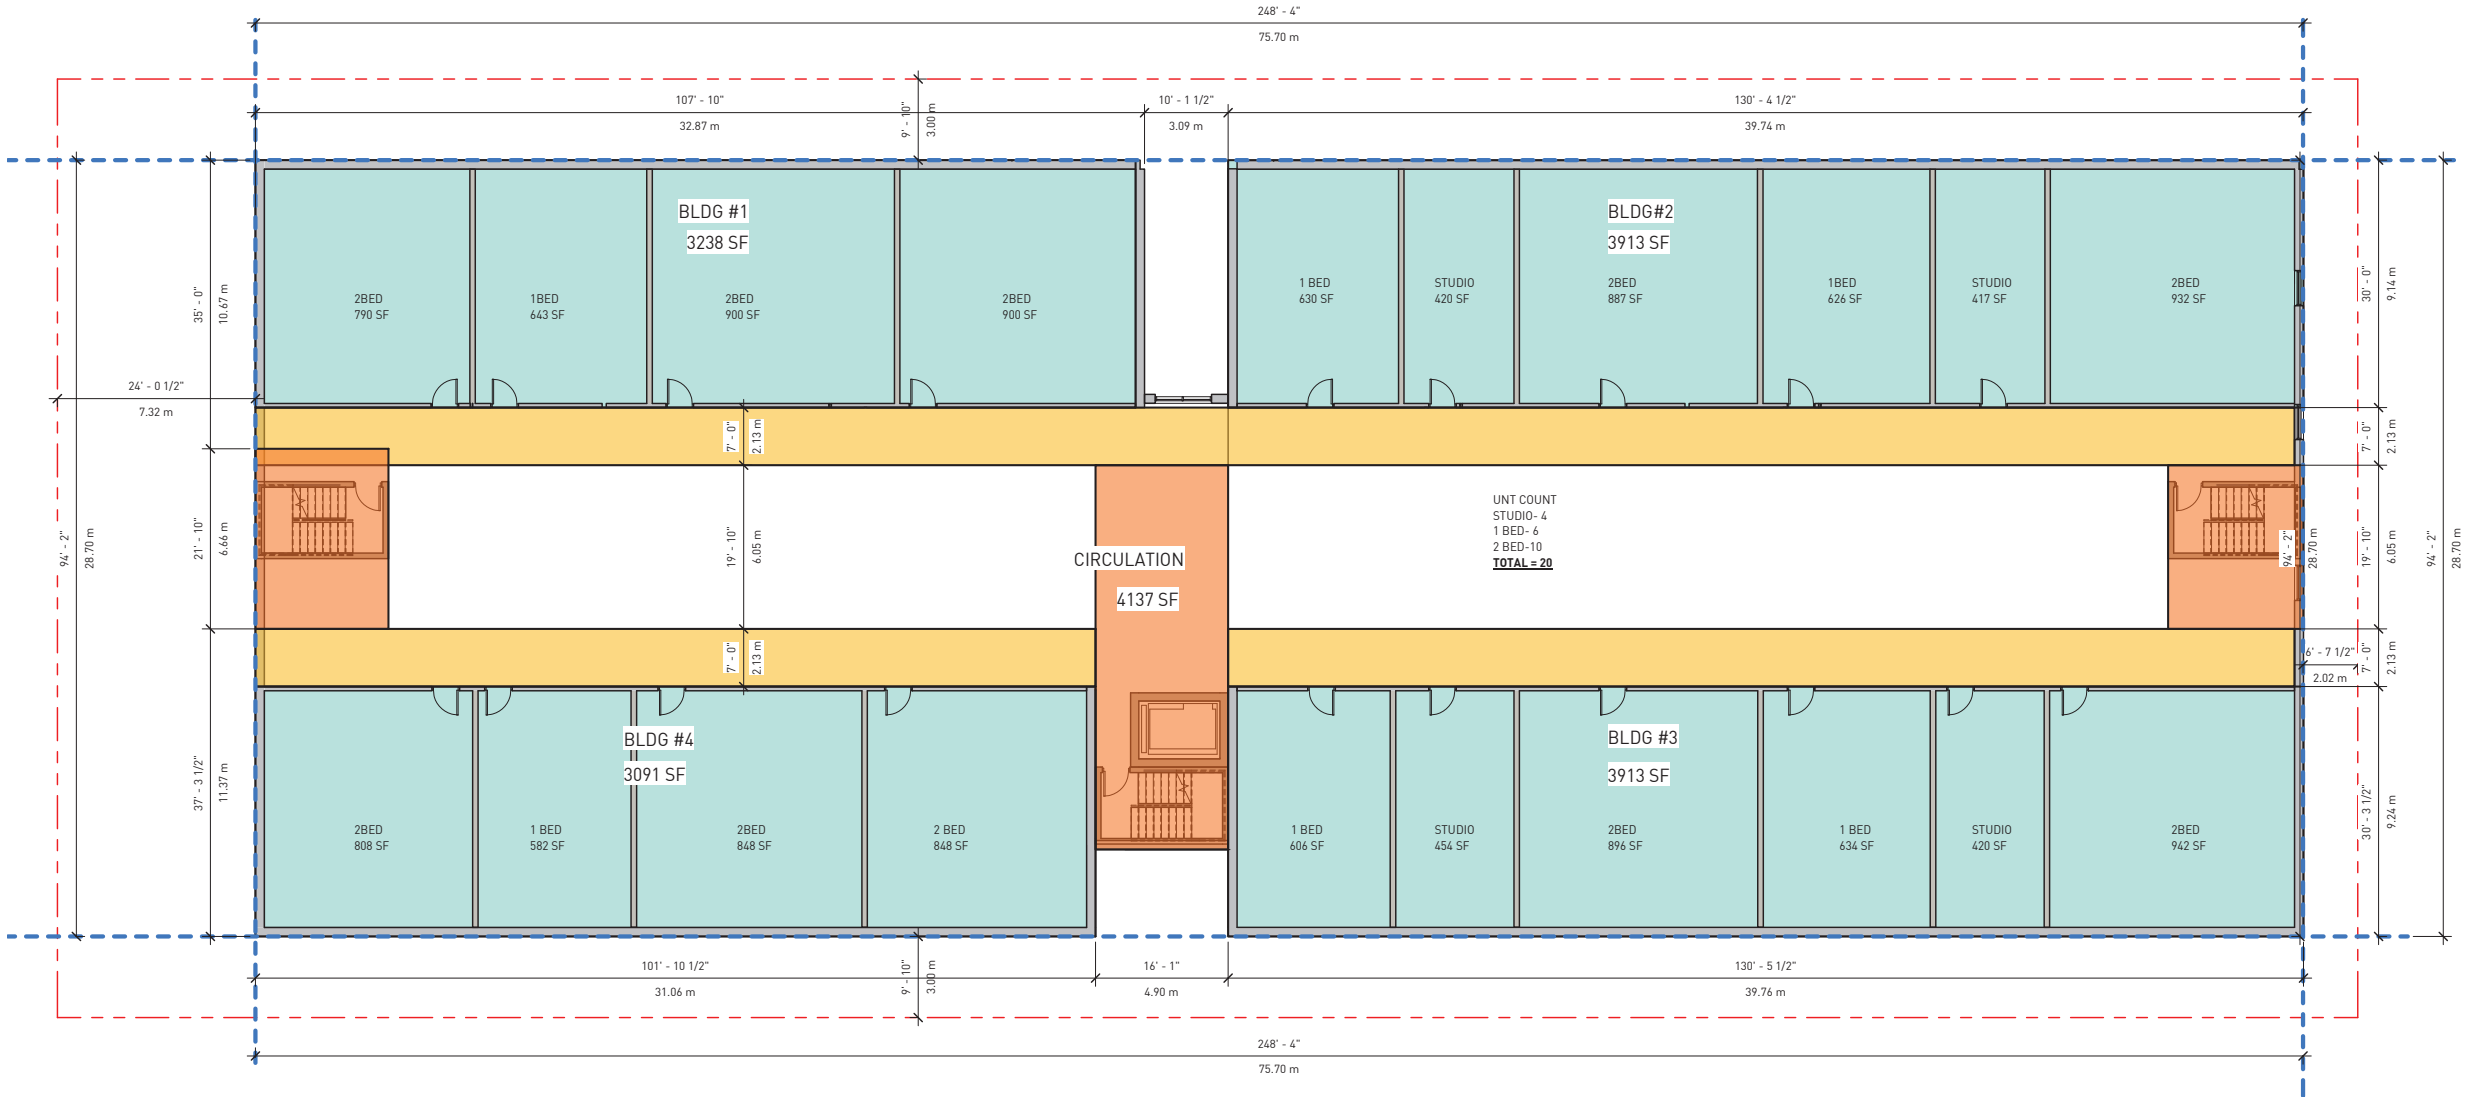 248' - 4"
75.70 m
107' - 10"
32.87 m
9' - 10"
3.00 m
10' - 1 1/2"
3.09 m
130' - 4 1/2"
39.74 m
BLDG #1
3238 SF
BLDG#2
3913 SF
2BED
790 SF
1BED
643 SF
2BED
900 SF
2BED
900 SF
1 BED
630 SF
STUDIO
420 SF
2BED
887 SF
1BED
626 SF
STUDIO
417 SF
2BED
932 SF
35' - 0"
10.67 m
30' - 0"
9.14 m
24' - 0 1/2"
7.32 m
7' - 0"
2.13 m
7' - 0"
2.13 m
94' - 2"
28.70 m
21' - 10"
6.66 m
19' - 10"
6.05 m
CIRCULATION
4137 SF
UNT COUNT
STUDIO- 4
1 BED- 6
2 BED-10
TOTAL = 20
94' - 2"
28.70 m
19' - 10"
6.05 m
94' - 2"
28.70 m
7' - 0"
2.13 m
6' - 7 1/2"
2.02 m
7' - 0"
2.13 m
BLDG #4
3091 SF
BLDG #3
3913 SF
37' - 3 1/2"
11.37 m
30' - 3 1/2"
9.24 m
2BED
808 SF
1 BED
582 SF
2BED
848 SF
2 BED
848 SF
1 BED
606 SF
STUDIO
454 SF
2BED
896 SF
1 BED
634 SF
STUDIO
420 SF
2BED
942 SF
101' - 10 1/2"
31.06 m
9' - 10"
3.00 m
16' - 1"
4.90 m
130' - 5 1/2"
39.76 m
248' - 4"
75.70 m